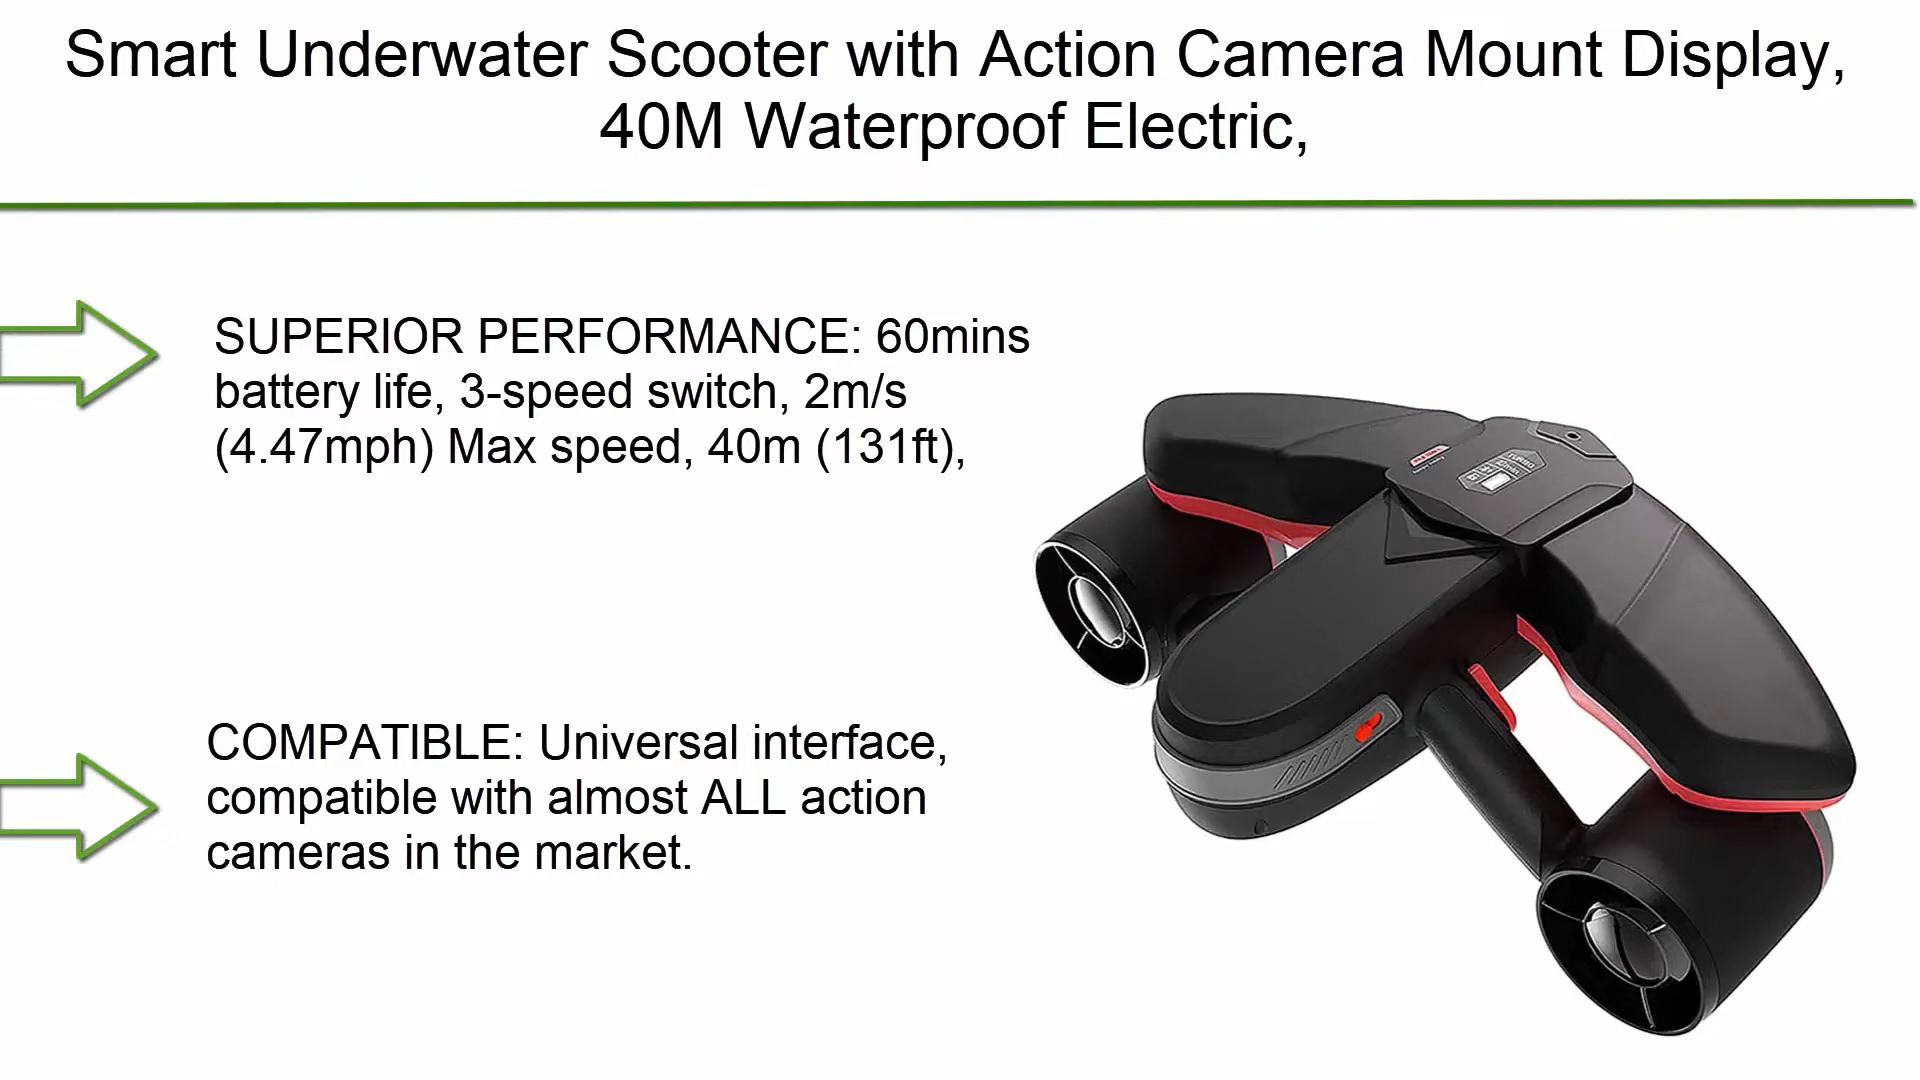 Smart Underwater Scooter with Action Camera Mount Display,
40M Waterproof Electric,
SUPERIOR PERFORMANCE: 60mins
battery life, 3-speed switch, 2m/s
(4.47mph) Max speed, 40m (131ft),
COMPATIBLE: Universal interface,
compatible with almost ALL action
cameras in the market.